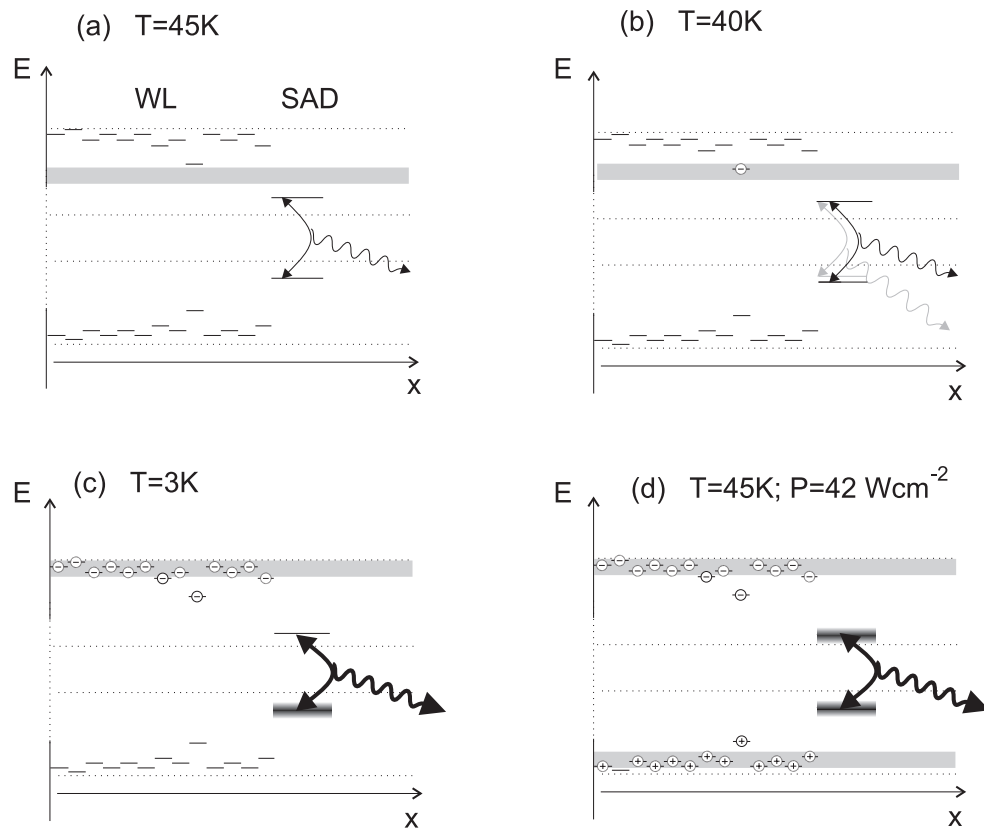 (a) T=45K
E
WL SAD
x
(b) T=40K
E
x
(c) T=3K
E
x
(d) T=45K; P=42 Wcm⁻²
E
x